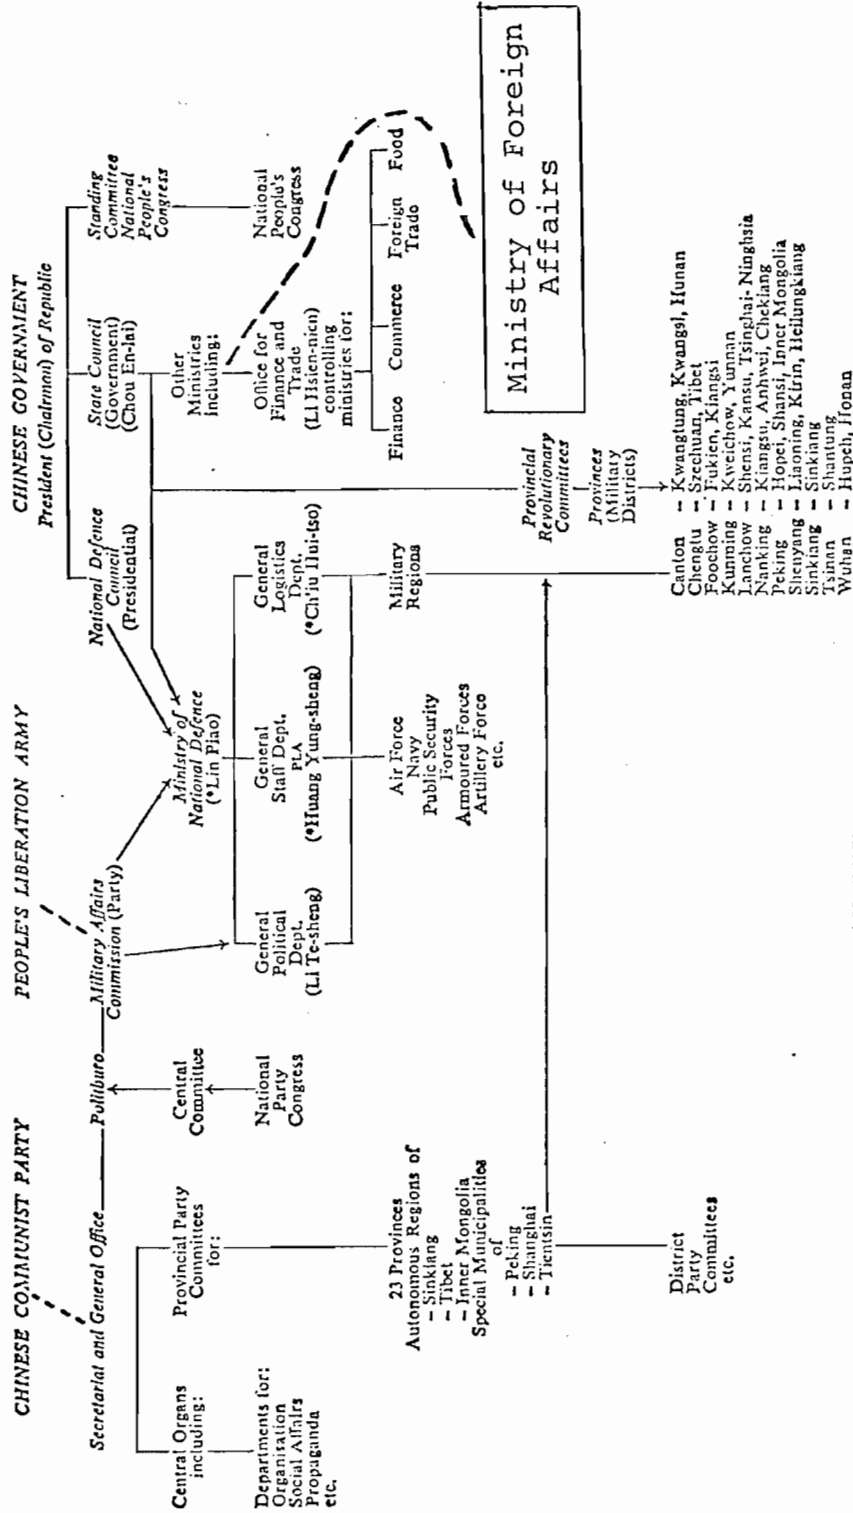 CHINESE COMMUNIST PARTY
PEOPLE'S LIBERATION ARMY
CHINESE GOVERNMENT
President (Chairman) of Republic
Secretariat and General Office
Politburo
Military Affairs
Commission (Party)
National Defence
Council
(Presidential)
State Council
(Government)
(Chou En-lai)
Standing
Committee
National
People's
Congress
Central Organs
including:
Provincial Party
Committees
for:
Central
Committee
Ministry of
National Defence
(*Lin Piao)
Other
Ministries
including:
National
People's
Congress
Departments for:
Organisation
Social Affairs
Propaganda
etc.
National
Party
Congress
General
Political
Dept.
(Li Te-sheng)
General
Staff Dept.
PLA
(*Huang Yung-sheng)
General
Logistics
Dept.
(*Ch'iu Hui-tso)
Office for
Finance and
Trade
(Li Hsien-nien)
controlling
ministries for:
Finance
Commerce
Foreign
Trade
Food
23 Provinces
Autonomous Regions of
- Sinkiang
- Tibet
- Inner Mongolia
Special Municipalities
of
- Peking
- Shanghai
- Tientsin
Air Force
Navy
Public Security
Forces
Armoured Forces
Artillery Force
etc.
Military
Regions
Provincial
Revolutionary
Committees
Provinces
(Military
Districts)
Ministry of Foreign
Affairs
District
Party
Committees
etc.
Canton -- Kwangtung, Kwangsi, Hunan
Chengtu -- Szechuan, Tibet
Foochow -- Fukien, Kiangsi
Kunming -- Kweichow, Yunnan
Lanchow -- Shensi, Kansu, Tsinghai-Ninghsia
Nanking -- Kiangsu, Anhwei, Chekiang
Peking -- Hopei, Shansi, Inner Mongolia
Shenyang -- Liaoning, Kirin, Heilungkiang
Sinkiang -- Sinkiang
Tsinan -- Shantung
Wuhan -- Hupeh, Honan